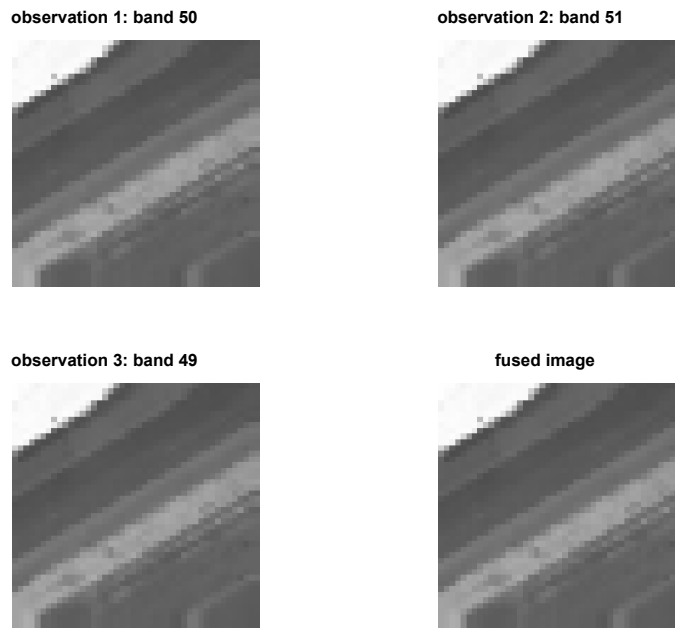 observation 1: band 50
observation 2: band 51
observation 3: band 49
fused image